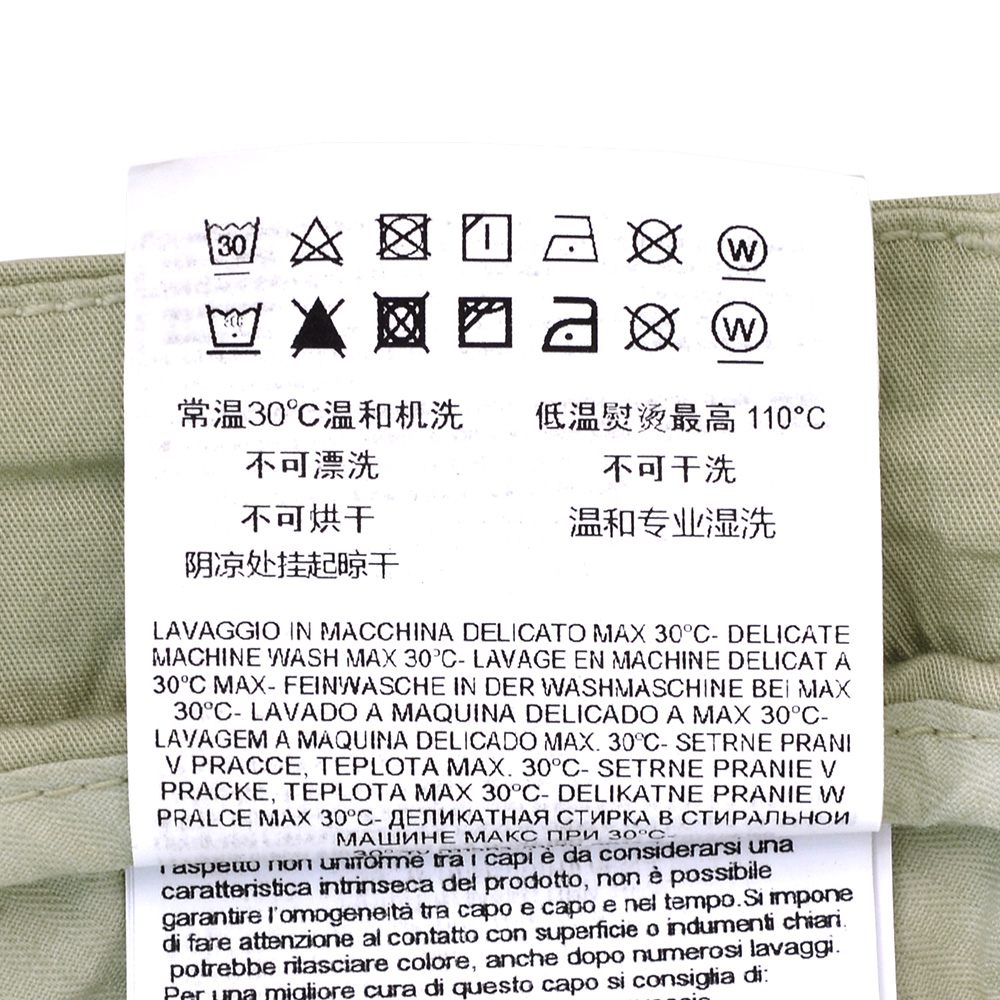 30 W
W
常温30°C温和机洗 低温熨烫最高 110°C
不可漂洗 不可干洗
不可烘干 温和专业湿洗
阴凉处挂起晾干
LAVAGGIO IN MACCHINA DELICATO MAX 30°C- DELICATE
MACHINE WASH MAX 30°C- LAVAGE EN MACHINE DELICAT A
30°C MAX- FEINWASCHE IN DER WASHMASCHINE BEI MAX
30°C- LAVADO A MAQUINA DELICADO A MAX 30°C-
LAVAGEM A MAQUINA DELICADO MAX. 30°C- SETRNE PRANI
V PRACCE, TEPLOTA MAX. 30°C- SETRNE PRANIE V
PRACKE, TEPLOTA MAX 30°C- DELIKATNE PRANIE W
PRALCE MAX 30°C- ДЕЛИКАТНАЯ СТИРКА В СТИРАЛЬНОЙ
МАШИНЕ МАКС ПРИ 30°C-
l'aspetto non uniforme tra i capi è da considerarsi una
caratteristica intrinseca del prodotto, non è possibile
garantire l'omogeneità tra capo e capo e nel tempo.Si impone
di fare attenzione al contatto con superficie o indumenti chiari.
potrebbe rilasciare colore, anche dopo numerosi lavaggi.
Per una migliore cura di questo capo si consiglia di: